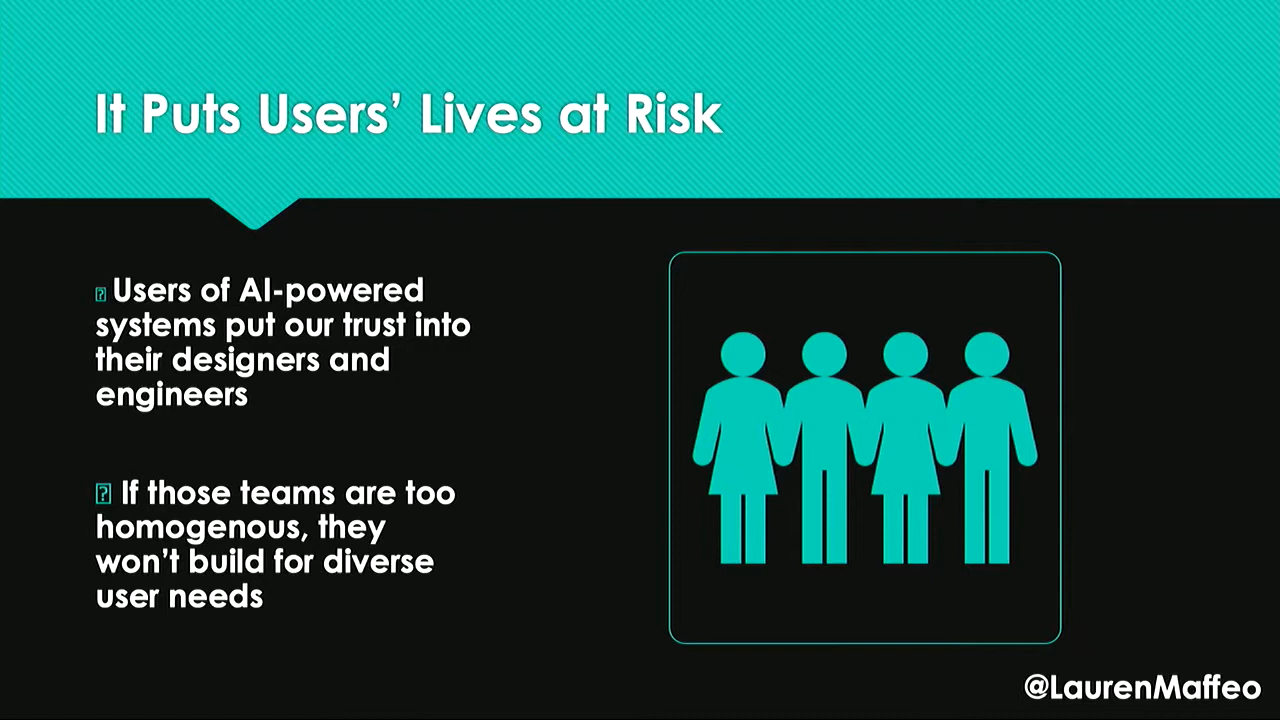 It Puts Users’ Lives at Risk
Users of AI-powered
systems put our trust into
their designers and
engineers
If those teams are too
homogenous, they
won’t build for diverse
user needs
@LaurenMaffeo